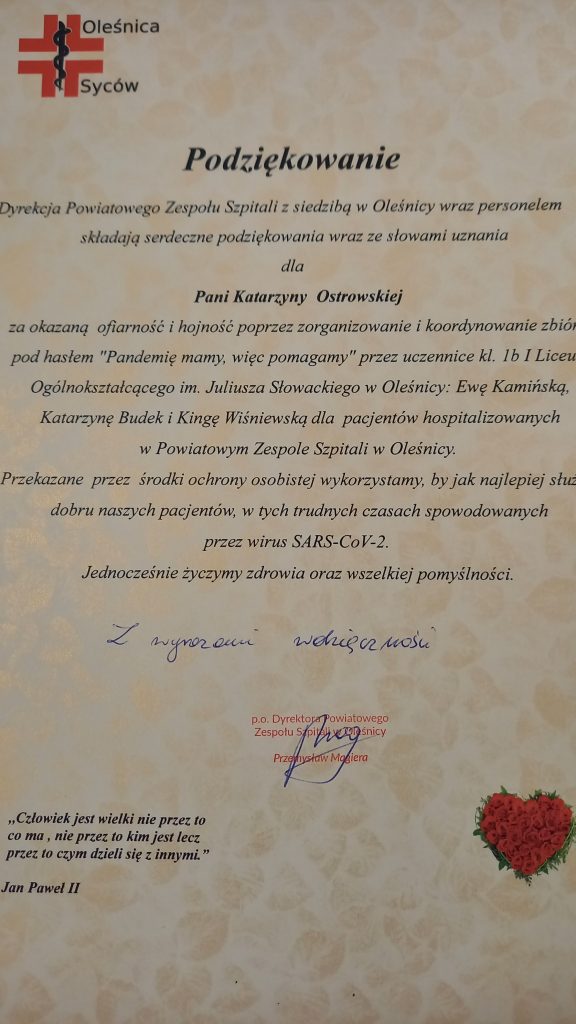 Oleśnica
Syców
Podziękowanie
Dyrekcja Powiatowego Zespołu Szpitali z siedzibą w Oleśnicy wraz personelem
składają serdeczne podziękowania wraz ze słowami uznania
dla
Pani Katarzyny Ostrowskiej
za okazaną ofiarność i hojność poprzez zorganizowanie i koordynowanie zbiór
pod hasłem "Pandemię mamy, więc pomagamy" przez uczennice kl. 1b I Liceu
Ogólnokształcącego im. Juliusza Słowackiego w Oleśnicy: Ewę Kamińską,
Katarzynę Budek i Kingę Wiśniewską dla pacjentów hospitalizowanych
w Powiatowym Zespole Szpitali w Oleśnicy.
Przekazane przez środki ochrony osobistej wykorzystamy, by jak najlepiej służ
dobru naszych pacjentów, w tych trudnych czasach spowodowanych
przez wirus SARS-CoV-2.
Jednocześnie życzymy zdrowia oraz wszelkiej pomyślności.
Z wyrazami wdzięczności
p.o. Dyrektora Powiatowego
Zespołu Szpitali w Oleśnicy
Przemysław Magiera
„Człowiek jest wielki nie przez to
co ma , nie przez to kim jest lecz
przez to czym dzieli się z innymi.”
Jan Paweł II